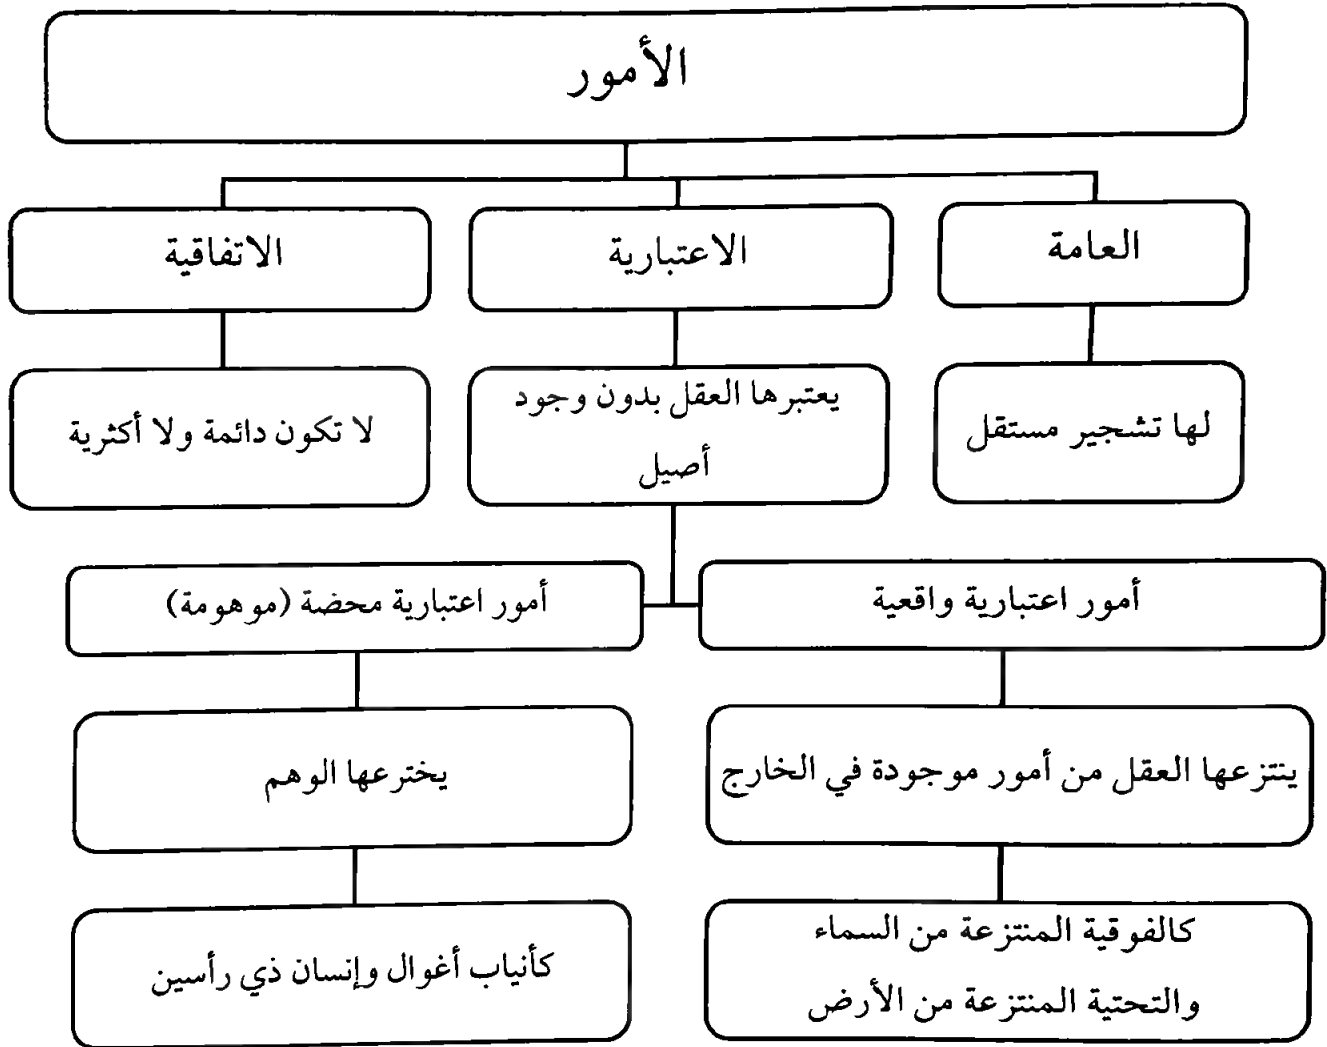 الأمور
العامة
الاعتبارية
الاتفاقية
لها تشجير مستقل
يعتبرها العقل بدون وجود
أصيل
لا تكون دائمة ولا أكثرية
أمور اعتبارية واقعية
أمور اعتبارية محضة (موهومة)
ينتزعها العقل من أمور موجودة في الخارج
يخترعها الوهم
كالفوقية المنتزعة من السماء
والتحتية المنتزعة من الأرض
كأنياب أغوال وإنسان ذي رأسين